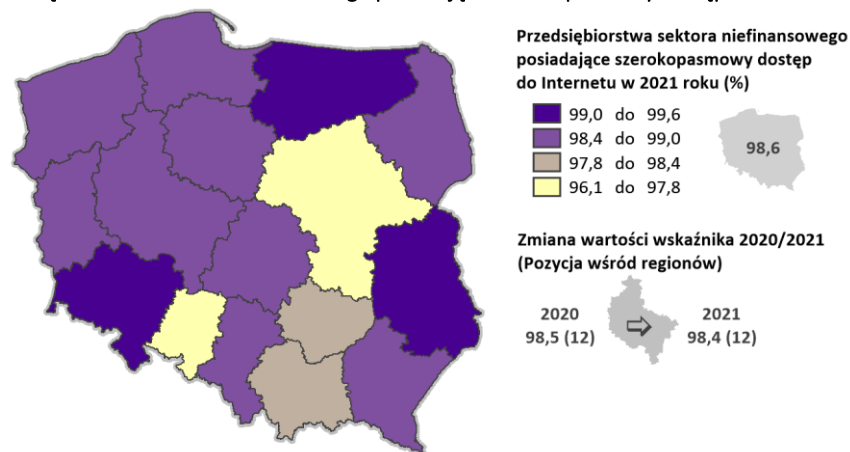 Przedsiębiorstwa sektora niefinansowego
posiadające szerokopasmowy dostęp
do Internetu w 2021 roku (%)
99,0 do 99,6
98,4 do 99,0
97,8 do 98,4
96,1 do 97,8
98,6
Zmiana wartości wskaźnika 2020/2021
(Pozycja wśród regionów)
2020
98,5 (12)
2021
98,4 (12)